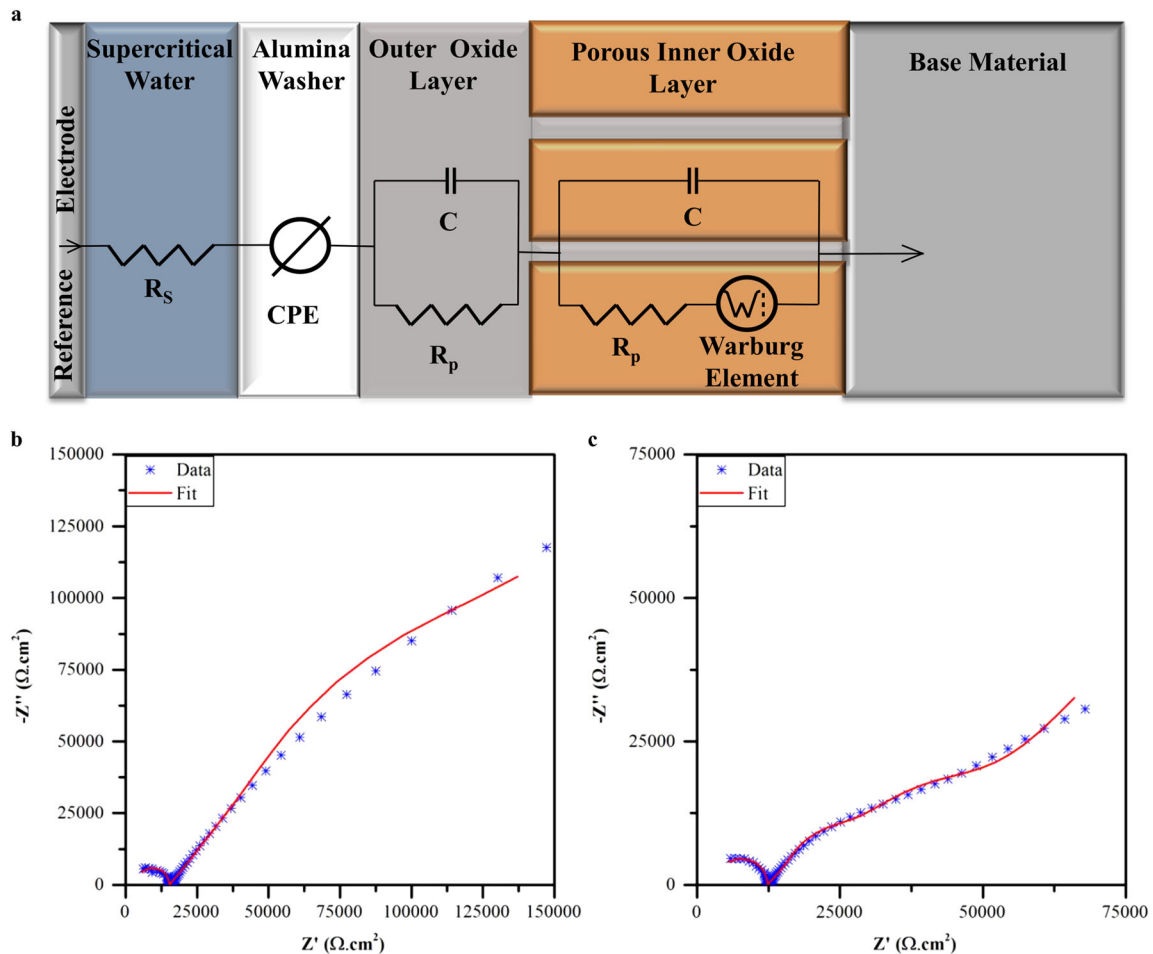 a
Supercritical
Water
Alumina
Washer
Outer Oxide
Layer
Porous Inner Oxide
Layer
Base Material
Reference Electrode
R_S
CPE
C
R_p
C
R_p
W
Warburg
Element
b
150000
125000
100000
75000
50000
25000
0
-Z'' (Ω.cm²)
Data
Fit
0 25000 50000 75000 100000 125000 150000
Z' (Ω.cm²)
c
75000
50000
25000
0
-Z'' (Ω.cm²)
Data
Fit
0 25000 50000 75000
Z' (Ω.cm²)